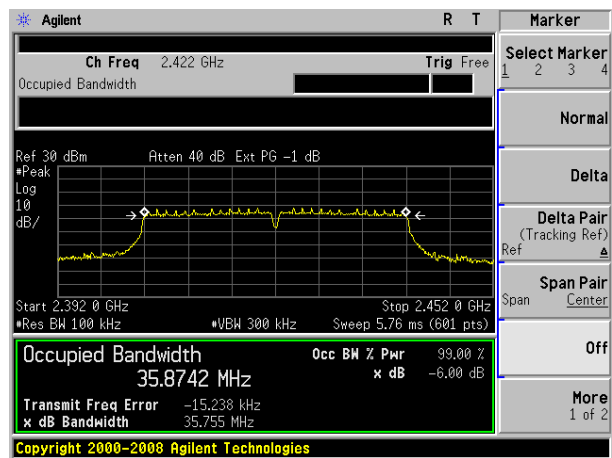 Agilent R T Marker
Ch Freq 2.422 GHz Trig Free
Occupied Bandwidth
Select Marker
1 2 3 4
Normal
Delta
Delta Pair
(Tracking Ref)
Ref Δ
Span Pair
Span Center
Off
More
1 of 2
Ref 30 dBm Atten 40 dB Ext PG -1 dB
#Peak
Log
10
dB/
Start 2.392 0 GHz Stop 2.452 0 GHz
#Res BW 100 kHz #VBW 300 kHz Sweep 5.76 ms (601 pts)
Occupied Bandwidth Occ BW % Pwr 99.00 %
35.8742 MHz x dB -6.00 dB
Transmit Freq Error -15.238 kHz
x dB Bandwidth 35.755 MHz
Copyright 2000-2008 Agilent Technologies